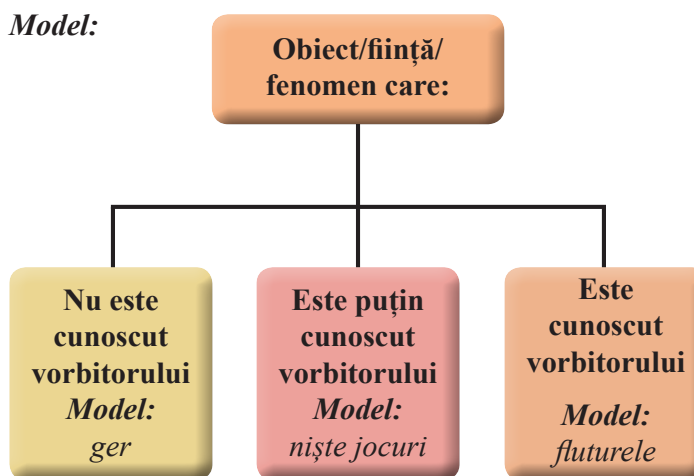 Model:
Obiect/ființă/
fenomen care:
Nu este
cunoscut
vorbitorului
Model:
ger
Este puțin
cunoscut
vorbitorului
Model:
niște jocuri
Este
cunoscut
vorbitorului
Model:
fluturele